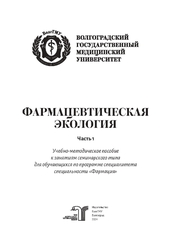 ВолгГМУ
ВОЛГОГРАДСКИЙ
ГОСУДАРСТВЕННЫЙ
МЕДИЦИНСКИЙ
УНИВЕРСИТЕТ
ФАРМАЦЕВТИЧЕСКАЯ
ЭКОЛОГИЯ
Часть 1
Учебно-методическое пособие
к занятиям семинарского типа
для обучающихся по программе специалитета
специальности «Фармация»